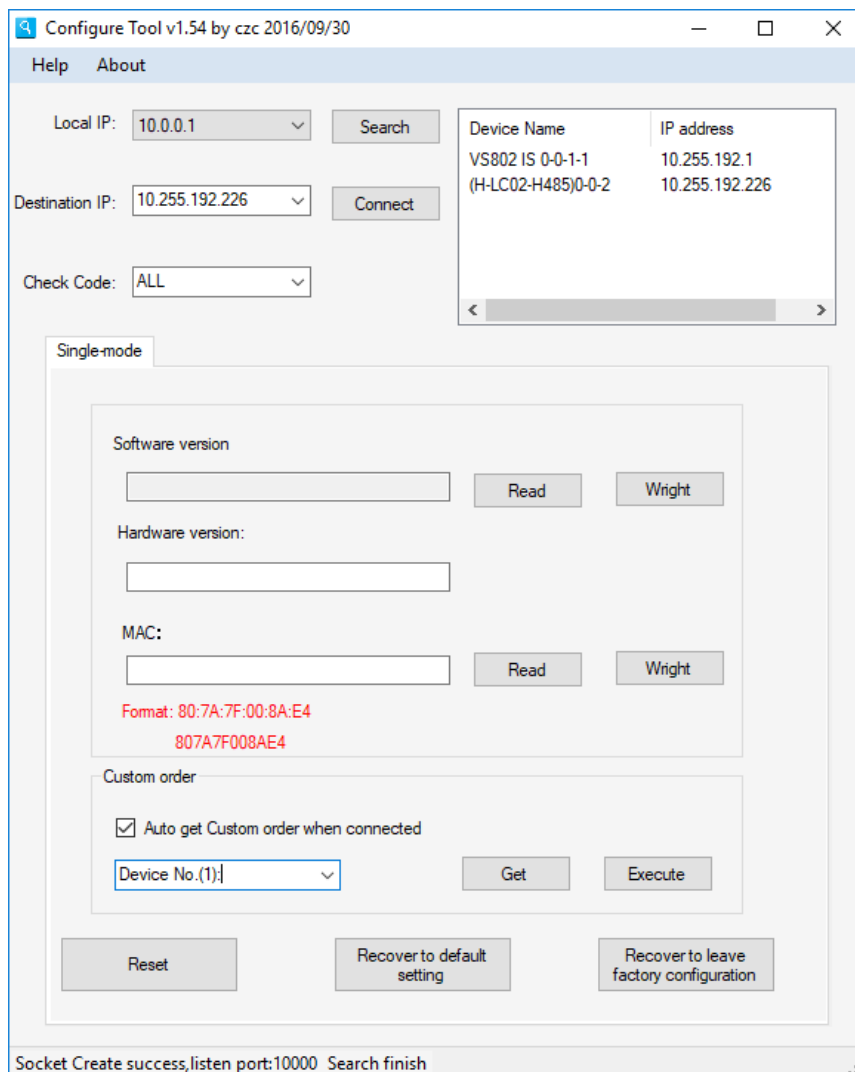 Configure Tool v1.54 by czc 2016/09/30
Help About
Local IP: 10.0.0.1 Search
Destination IP: 10.255.192.226 Connect
Check Code: ALL
Device Name IP address
VS802 IS 0-0-1-1 10.255.192.1
(H-LC02-H485)0-0-2 10.255.192.226
Single-mode
Software version
Read Wright
Hardware version:
MAC:
Read Wright
Format: 80:7A:7F:00:8A:E4
807A7F008AE4
Custom order
Auto get Custom order when connected
Device No.(1): Get Execute
Reset
Recover to default
setting
Recover to leave
factory configuration
Socket Create success,listen port:10000 Search finish